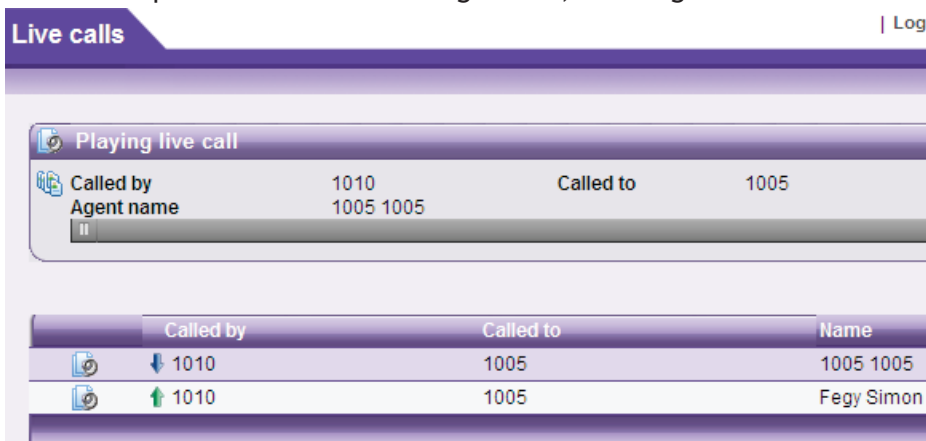 Live calls | Log
Playing live call
Called by 1010 Called to 1005
Agent name 1005 1005
Called by Called to Name
1010 1005 1005 1005
1010 1005 Fegy Simon